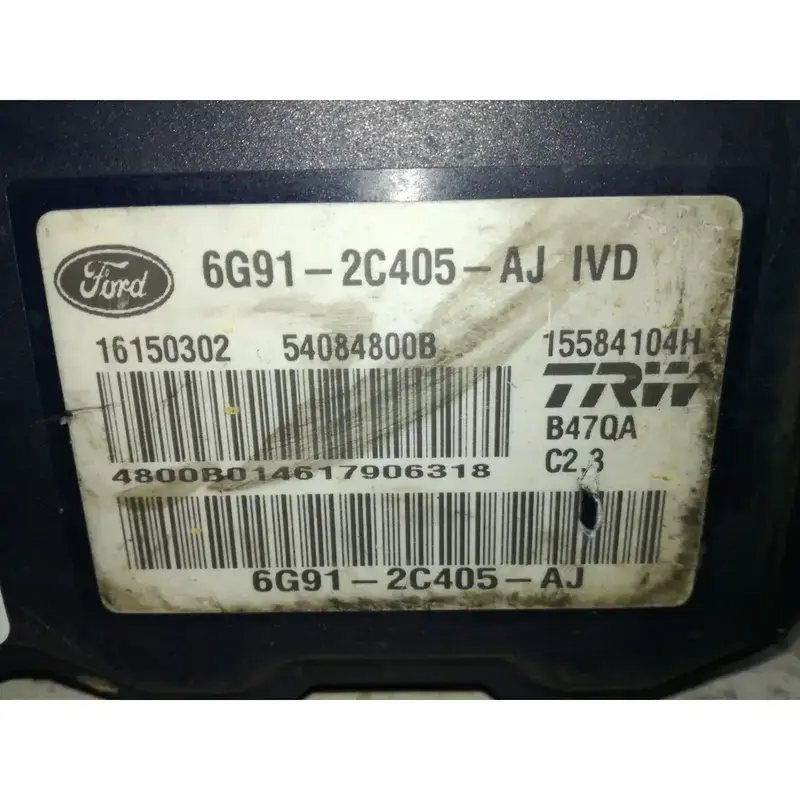 Ford 6G91-2C405-AJ IVD
16150302 54084800B 15584104H
TRW
B47QA
4800B014617906318 C2,3
6G91-2C405-AJ